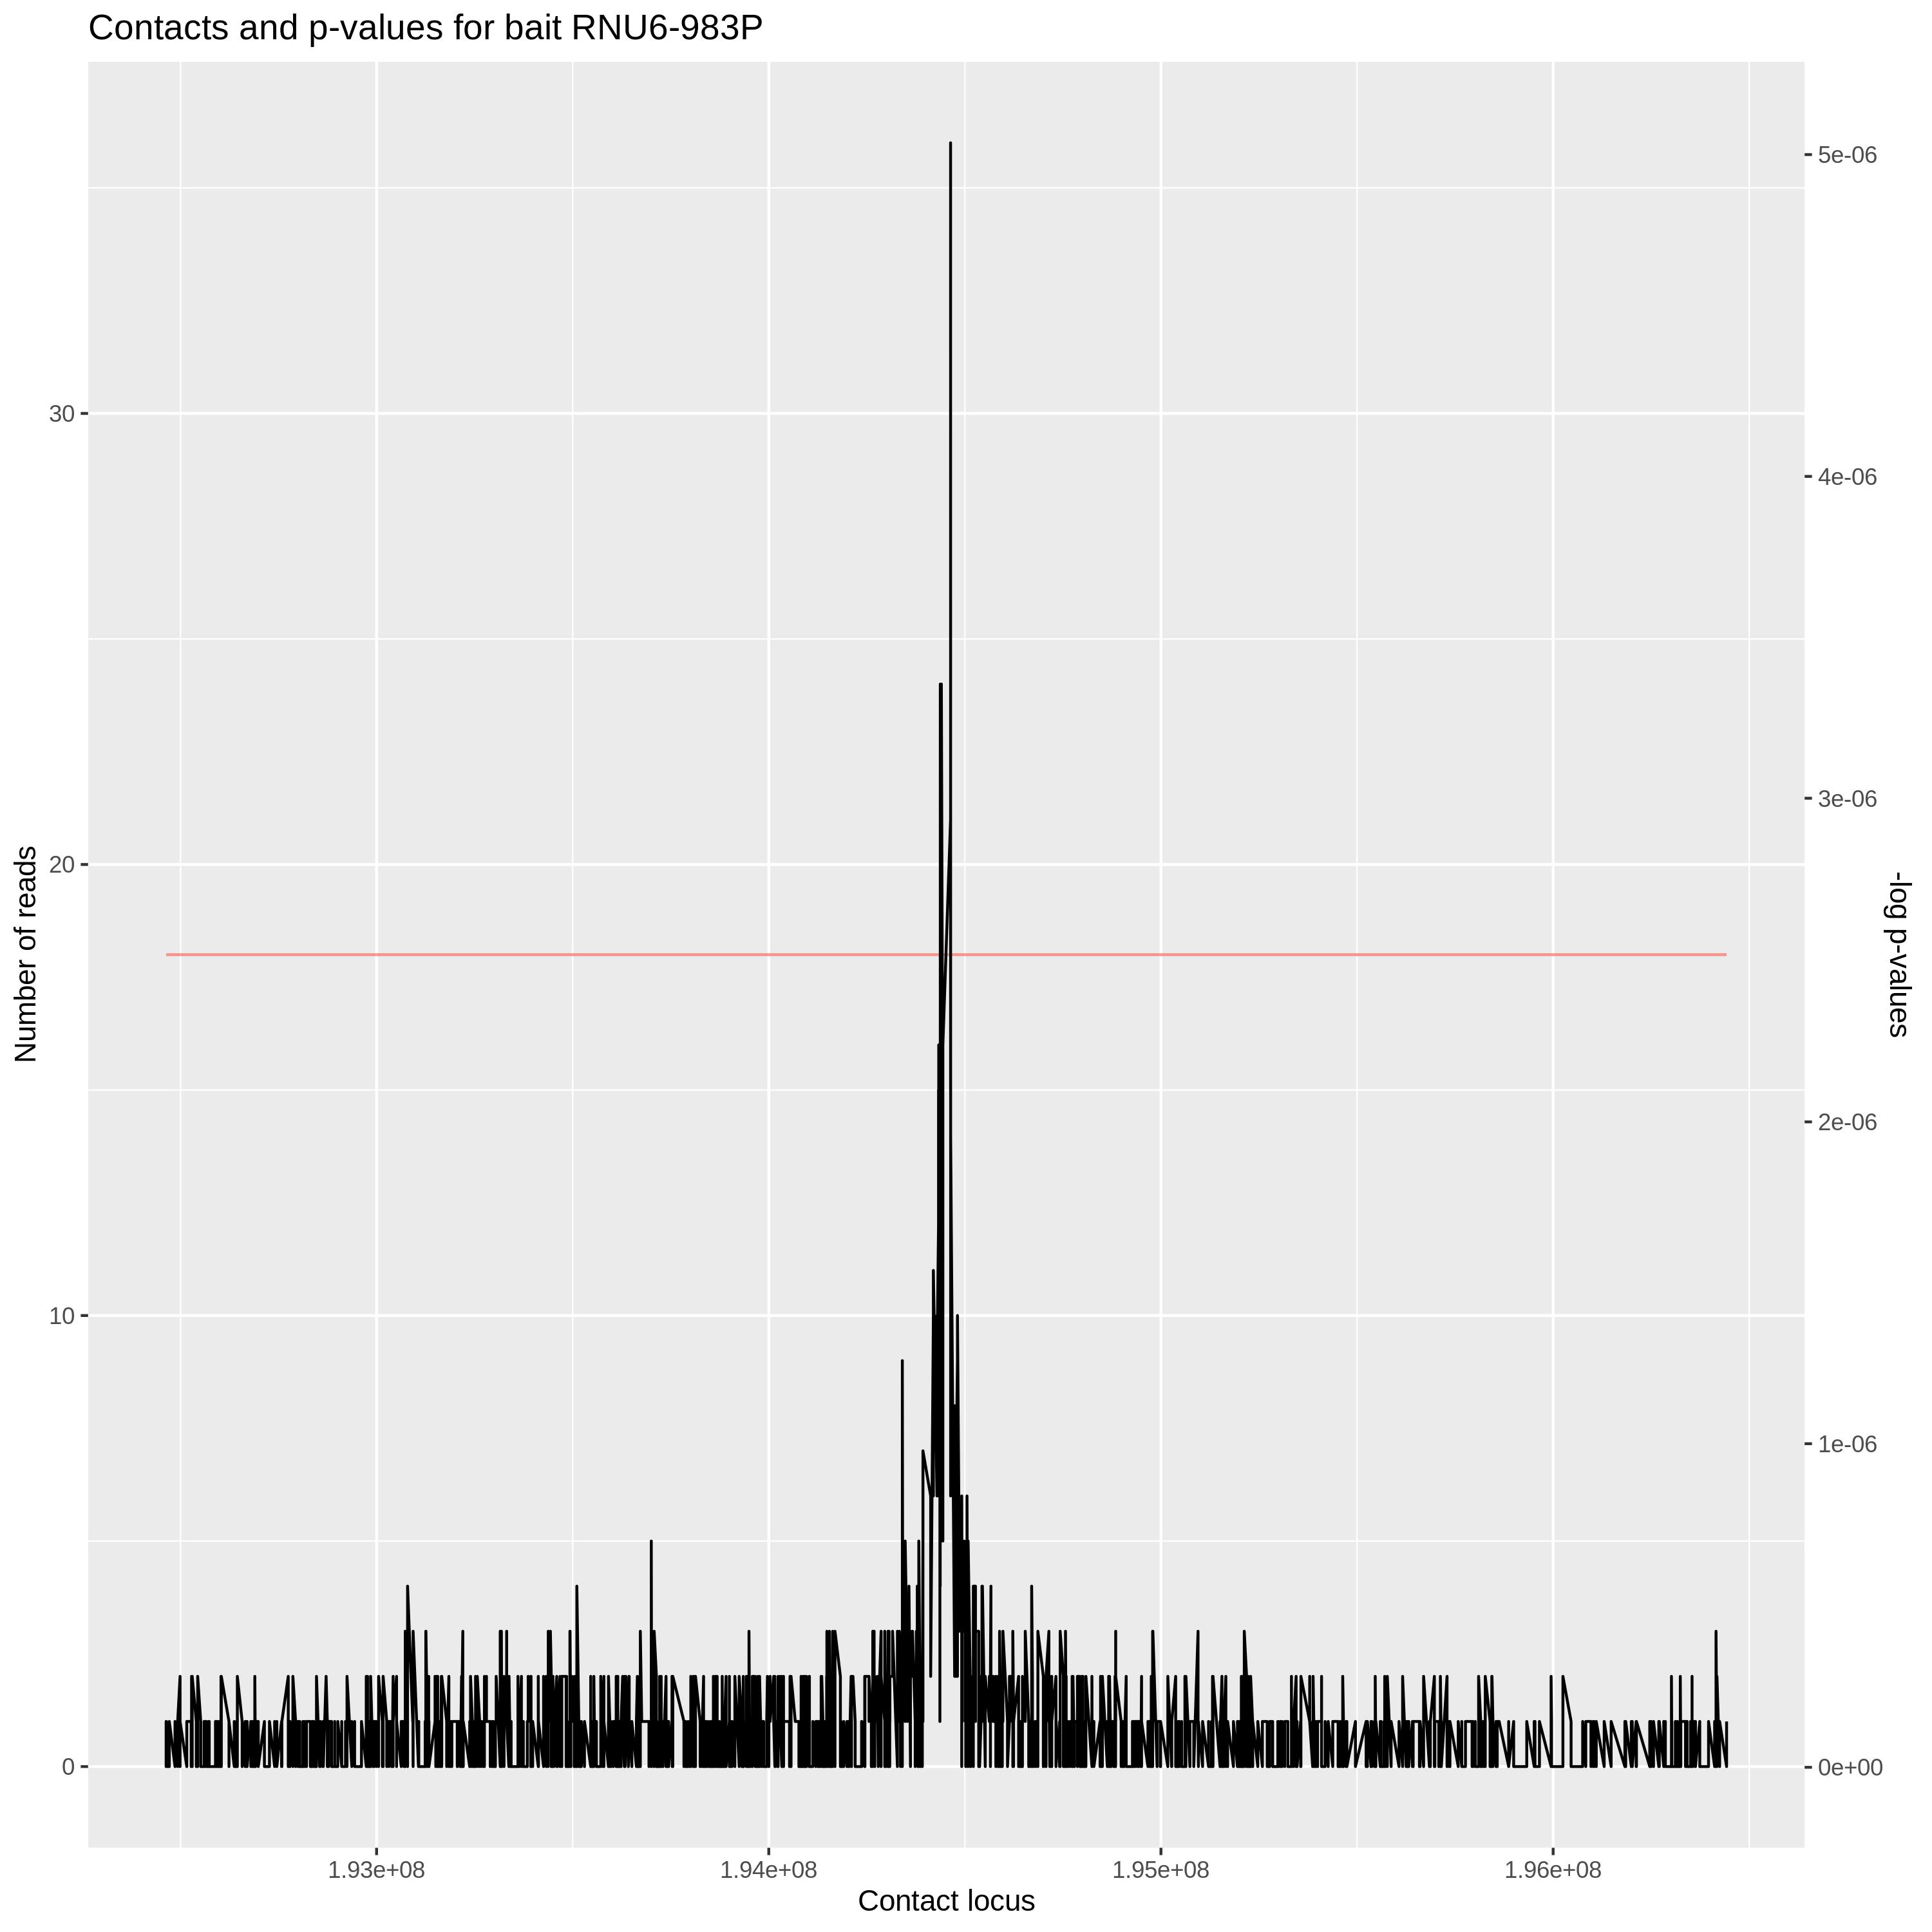 Contacts and p-values for bait RNU6-983P
Number of reads
30
20
10
0
5e-06
4e-06
3e-06
2e-06
1e-06
0e+00
-log p-values
1.93e+08
1.94e+08
1.95e+08
1.96e+08
Contact locus